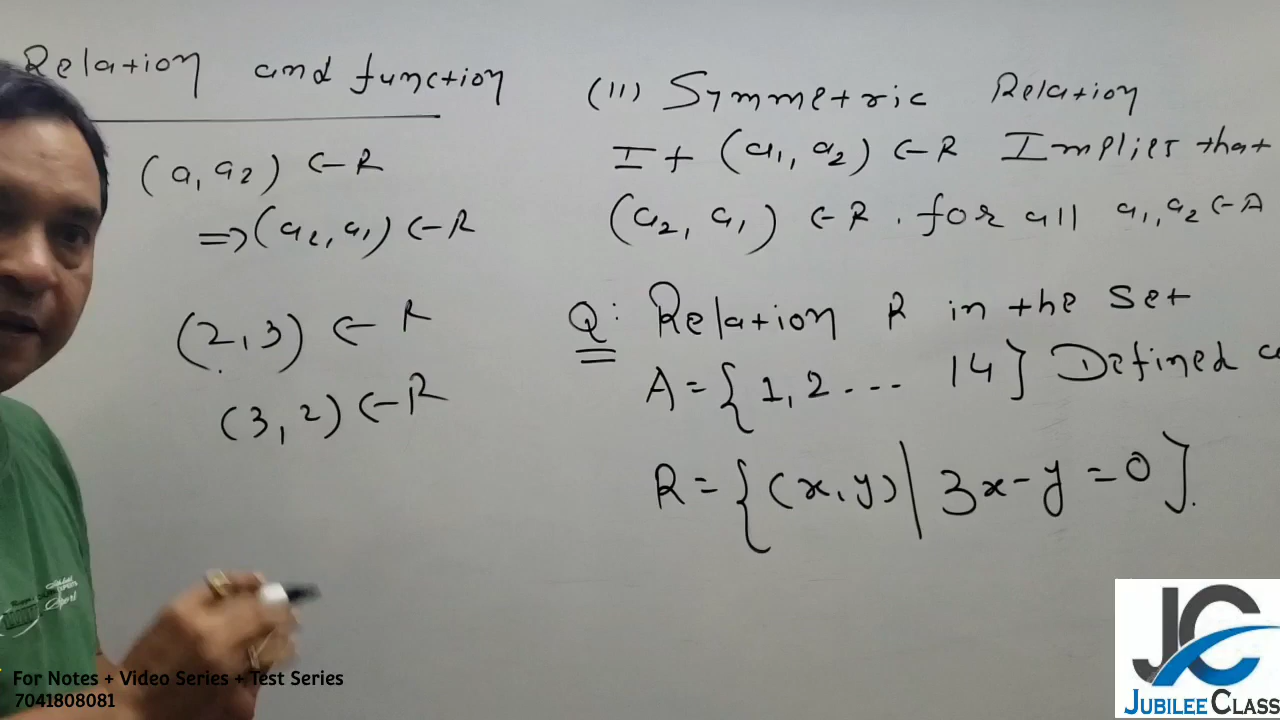 Relation and function
(a, a2) ∈ R
=> (a2, a1) ∈ R
(2, 3) ∈ R
(3, 2) ∈ R
(11) Symmetric Relation
If (a1, a2) ∈ R Implies that
(a2, a1) ∈ R . for all a1, a2 ∈ A
Q: Relation R in the set
A = {1, 2 --- 14} Defined
R = {(x, y) | 3x - y = 0}.
For Notes + Video Series + Test Series
7041808081
JC
JUBILEE CLASS